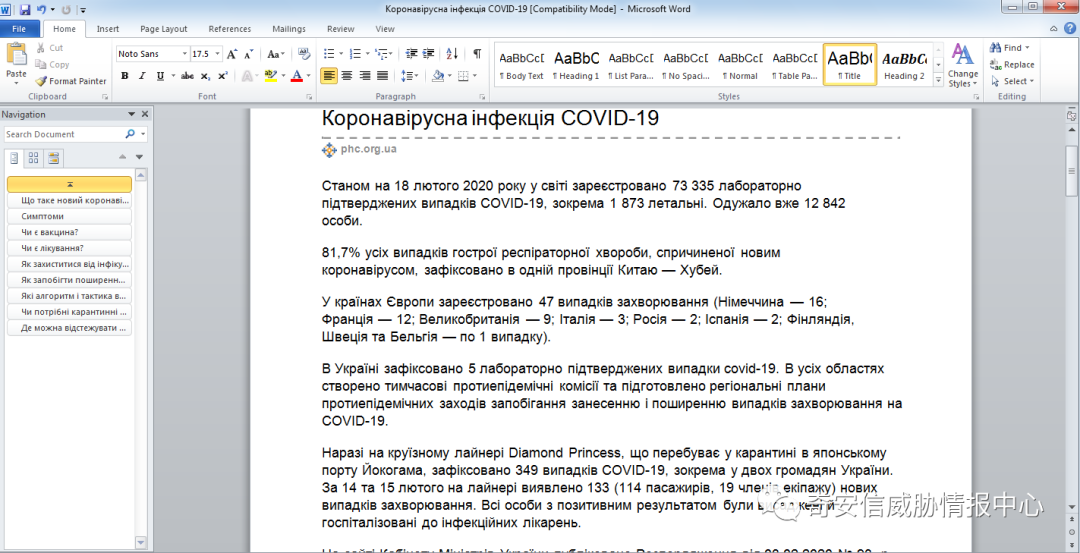 Коронавірусна інфекція COVID-19 [Compatibility Mode] - Microsoft Word
File Home Insert Page Layout References Mailings Review View
Paste
Cut
Copy
Format Painter
Clipboard
Noto Sans 17.5
Font
Paragraph
AaBbCcI AaBbC AaBbCcI AaBbCcI AaBbCcI AaBbCcI AaBb( AaBbCc
¶ Body Text ¶ Heading 1 ¶ List Para... ¶ No Spaci... ¶ Normal ¶ Table Pa... ¶ Title Heading 2
Change Styles
Styles
Find
Replace
Select
Editing
Navigation
Search Document
Що таке новий коронаві...
Симптоми
Чи є вакцина?
Чи є лікування?
Як захиститися від інфіку...
Як запобігти поширенн...
Які алгоритм і тактика в...
Чи потрібні карантинні ...
Де можна відстежувати ...
Коронавірусна інфекція COVID-19
phc.org.ua
Станом на 18 лютого 2020 року у світі зареєстровано 73 335 лабораторно
підтверджених випадків COVID-19, зокрема 1 873 летальні. Одужало вже 12 842
особи.
81,7% усіх випадків гострої респіраторної хвороби, спричиненої новим
коронавірусом, зафіксовано в одній провінції Китаю — Хубей.
У країнах Європи зареєстровано 47 випадків захворювання (Німеччина — 16;
Франція — 12; Великобританія — 9; Італія — 3; Росія — 2; Іспанія — 2; Фінляндія,
Швеція та Бельгія — по 1 випадку).
В Україні зафіксовано 5 лабораторно підтверджених випадки covid-19. В усіх областях
створено тимчасові протиепідемічні комісії та підготовлено регіональні плани
протиепідемічних заходів запобігання занесенню і поширенню випадків захворювання на
COVID-19.
Наразі на круїзному лайнері Diamond Princess, що перебуває у карантині в японському
порту Йокогама, зафіксовано 349 випадків COVID-19, зокрема у двох громадян України.
За 14 та 15 лютого на лайнері виявлено 133 (114 пасажирів, 19 членів екіпажу) нових
випадків захворювання. Всі особи з позитивним результатом були
госпіталізовані до інфекційних лікарень.
奇安信威胁情报中心